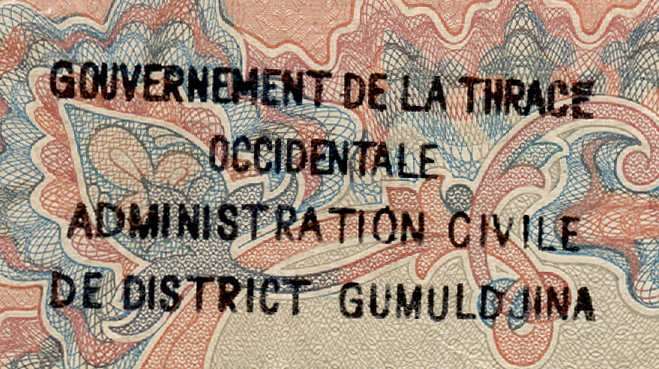 GOUVERNEMENT DE LA THRACE
OCCIDENTALE
ADMINISTRATION CIVILE
DE DISTRICT GUMULDJINA